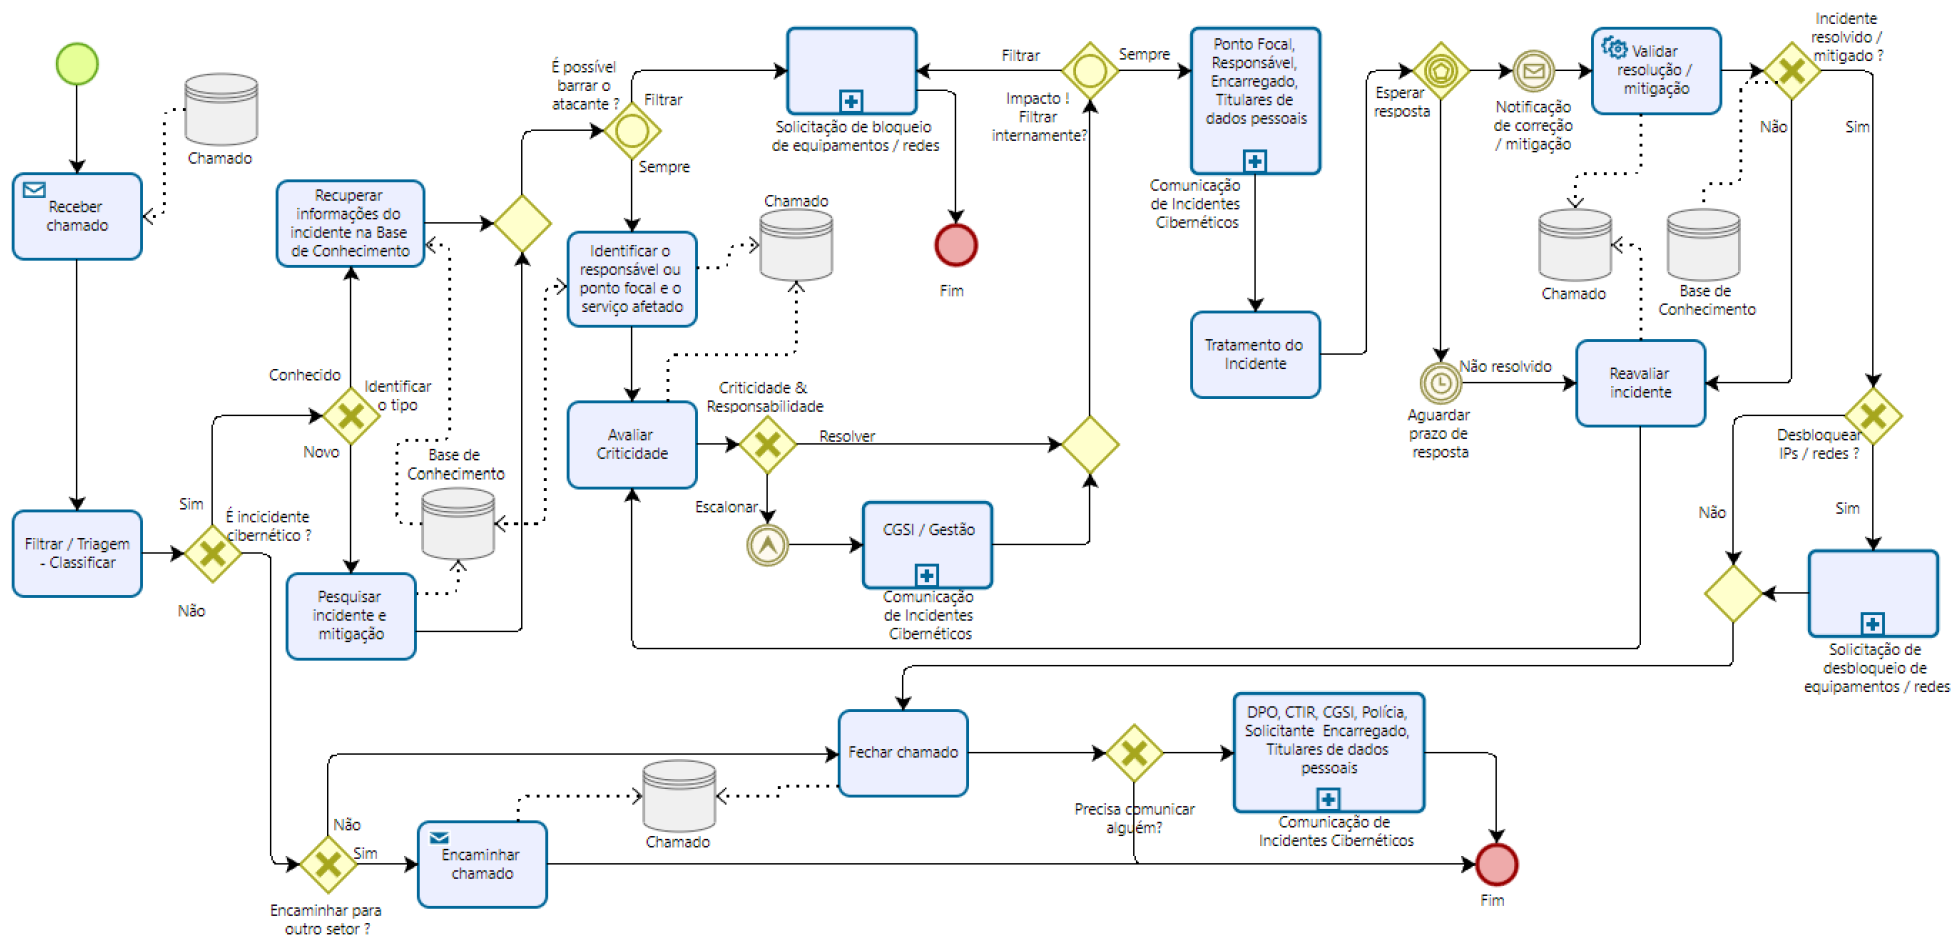 Chamado
Receber
chamado
Filtrar / Triagem
- Classificar
É incicidente
cibernético ?
Sim
Não
Conhecido
Identificar
o tipo
Novo
Recuperar
informações do
incidente na Base
de Conhecimento
Pesquisar
incidente e
mitigação
Base de
Conhecimento
É possível
barrar o
atacante ?
Filtrar
Sempre
Identificar o
responsável ou
ponto focal e o
serviço afetado
Chamado
Avaliar
Criticidade
Criticidade &
Responsabilidade
Resolver
Escalonar
CGSI / Gestão
Comunicação
de Incidentes
Cibernéticos
Solicitação de bloqueio
de equipamentos / redes
Fim
Filtrar
Sempre
Impacto !
Filtrar
internamente?
Ponto Focal,
Responsável,
Encarregado,
Titulares de
dados pessoais
Comunicação
de Incidentes
Cibernéticos
Tratamento do
Incidente
Esperar
resposta
Notificação
de correção
/ mitigação
Aguardar
prazo de
resposta
Não resolvido
Validar
resolução /
mitigação
Chamado
Base de
Conhecimento
Reavaliar
incidente
Incidente
resolvido /
mitigado ?
Não
Sim
Desbloquear
IPs / redes ?
Não
Sim
Solicitação de
desbloqueio de
equipamentos / redes
Encaminhar para
outro setor ?
Não
Sim
Encaminhar
chamado
Chamado
Fechar chamado
Precisa comunicar
alguém?
DPO, CTIR, CGSI, Polícia,
Solicitante Encarregado,
Titulares de dados
pessoais
Comunicação de
Incidentes Cibernéticos
Fim